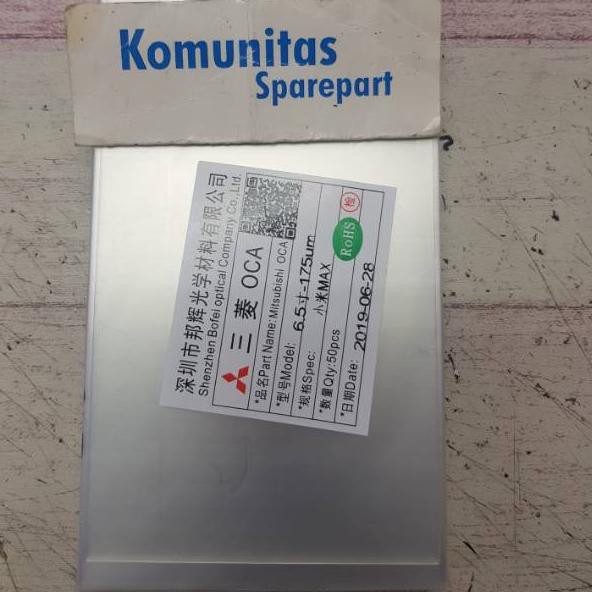 Komunitas
Sparepart
深圳市邦辉光学材料有限公司
Shenzhen Bofei optical Company Co.,Ltd.
三菱 OCA
*品名Part Name:Mitsubishi OCA
*型号Model: 6.5寸-175um
*规格Spec: 小米MAX
*数量Qty:50pcs
*日期Date: 2019-06-28
RoHS
检